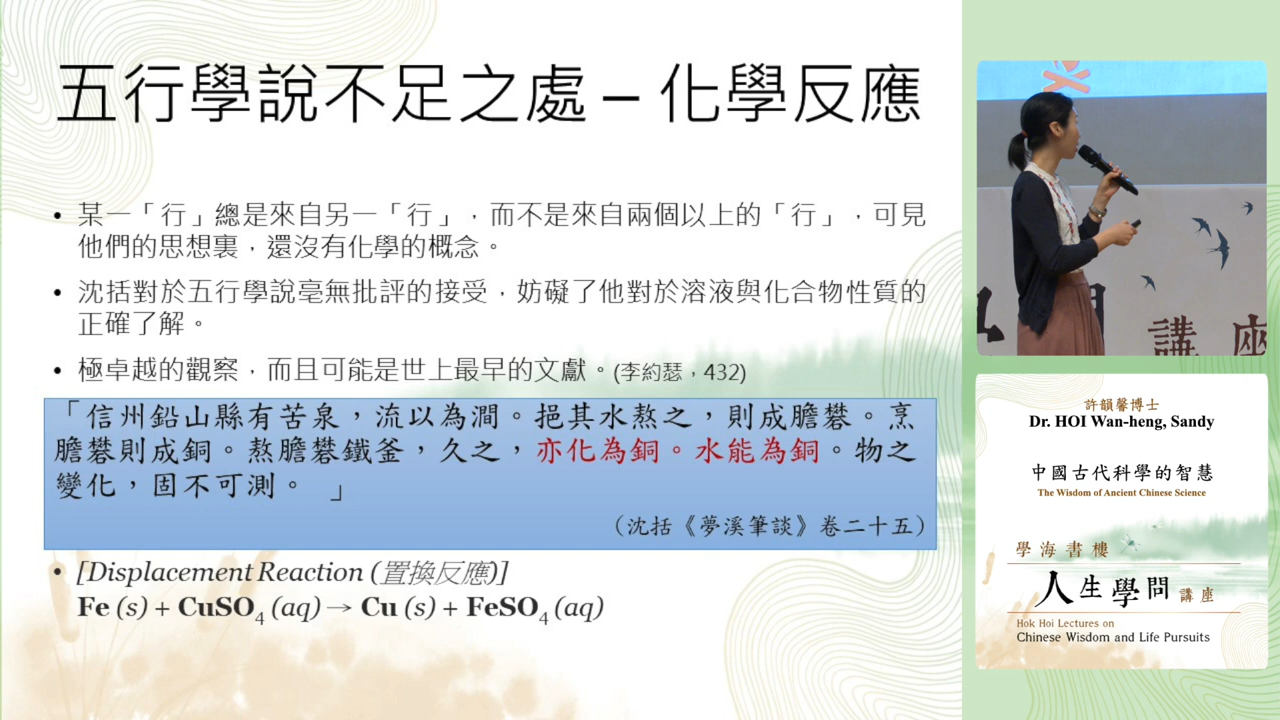 五行學說不足之處 – 化學反應
• 某一「行」總是來自另一「行」，而不是來自兩個以上的「行」，可見
他們的思想裏，還沒有化學的概念。
• 沈括對於五行學說毫無批評的接受，妨礙了他對於溶液與化合物性質的
正確了解。
• 極卓越的觀察，而且可能是世上最早的文獻。(李約瑟，432)
「信州鉛山縣有苦泉，流以為澗。挹其水熬之，則成膽礬。烹
膽礬則成銅。熬膽礬鐵釜，久之，亦化為銅。水能為銅。物之
變化，固不可測。 」
（沈括《夢溪筆談》卷二十五）
• [Displacement Reaction (置換反應)]
Fe (s) + CuSO4 (aq) → Cu (s) + FeSO4 (aq)
講座
許韻馨博士
Dr. HOI Wan-heng, Sandy
中國古代科學的智慧
The Wisdom of Ancient Chinese Science
學海書樓
人生學問講座
Hok Hoi Lectures on
Chinese Wisdom and Life Pursuits